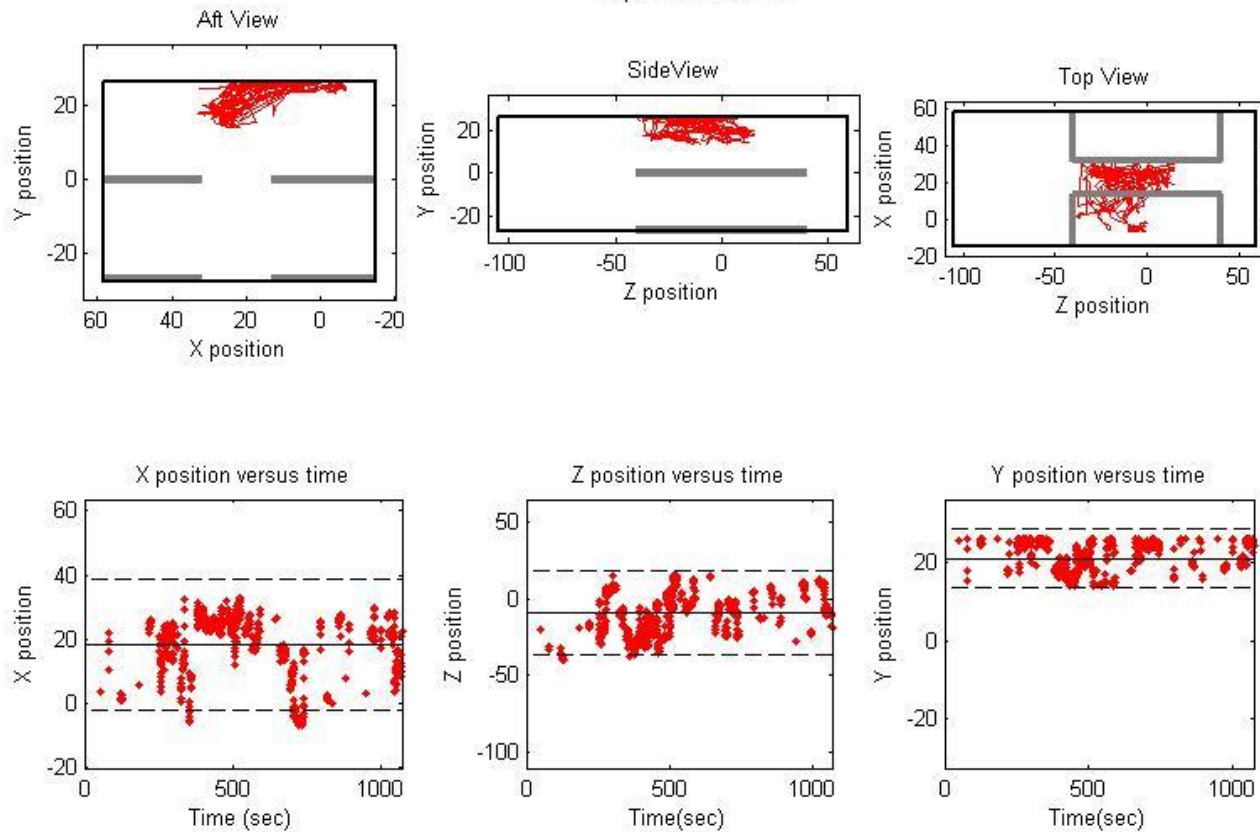 Aft View
Y position
20
0
-20
60
40
20
0
-20
X position
SideView
Y position
20
0
-20
-100
-50
0
50
Z position
Top View
X position
60
40
20
0
-20
-100
-50
0
50
Z position
X position versus time
X position
60
40
20
0
-20
0
500
1000
Time (sec)
Z position versus time
Z position
50
0
-50
-100
0
500
1000
Time(sec)
Y position versus time
Y position
20
0
-20
0
500
1000
Time(sec)